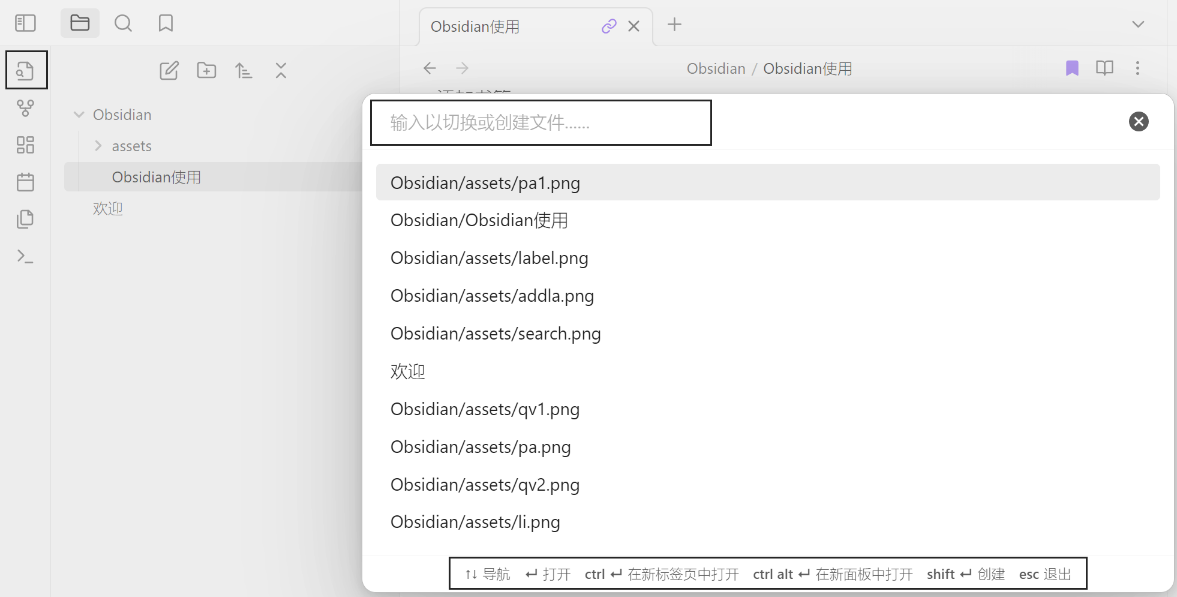 Obsidian使用
Obsidian / Obsidian使用
Obsidian
assets
Obsidian使用
欢迎
输入以切换或创建文件......
Obsidian/assets/pa1.png
Obsidian/Obsidian使用
Obsidian/assets/label.png
Obsidian/assets/addla.png
Obsidian/assets/search.png
欢迎
Obsidian/assets/qv1.png
Obsidian/assets/pa.png
Obsidian/assets/qv2.png
Obsidian/assets/li.png
↑↓ 导航 ↵ 打开 ctrl ↵ 在新标签页中打开 ctrl alt ↵ 在新面板中打开 shift ↵ 创建 esc 退出